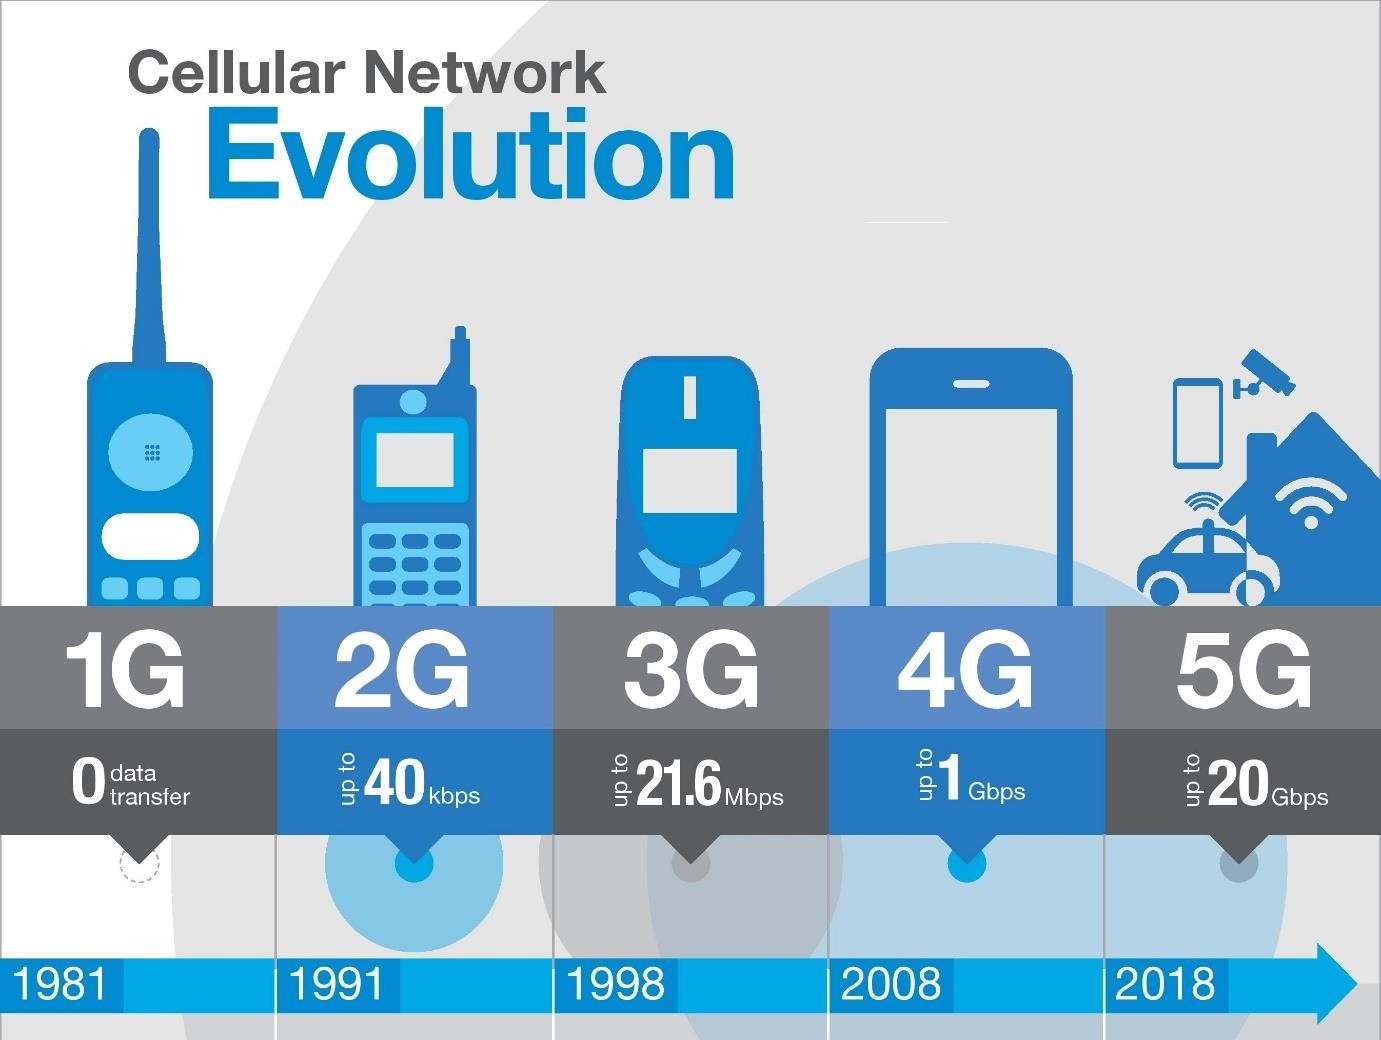 Cellular Network
Evolution
1G
2G
3G
4G
5G
0 data transfer
up to 40 kbps
up to 21.6 Mbps
up to 1 Gbps
up to 20 Gbps
1981
1991
1998
2008
2018